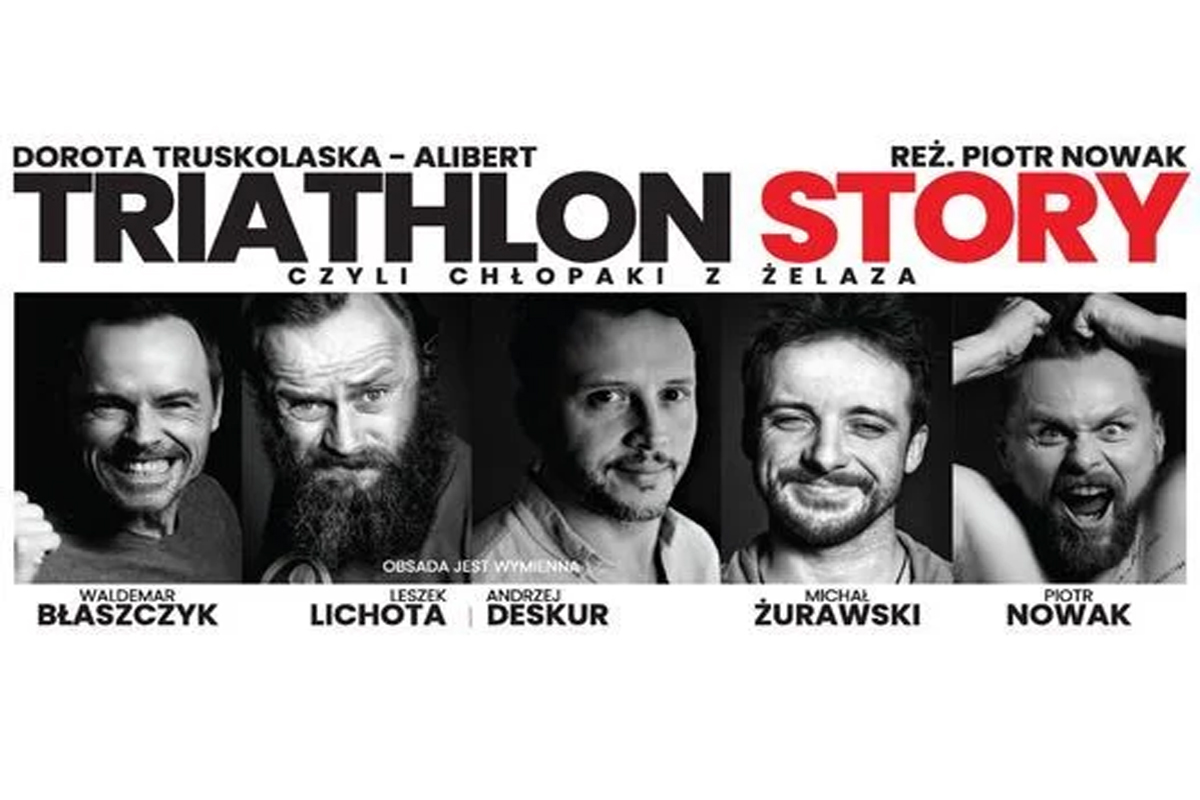 DOROTA TRUSKOLASKA – ALIBERT
REŻ. PIOTR NOWAK
TRIATHLON STORY
CZYLI CHŁOPAKI Z ŻELAZA
OBSADA JEST WYMIENNA
WALDEMAR
BŁASZCZYK
LESZEK
LICHOTA
ANDRZEJ
DESKUR
MICHAŁ
ŻURAWSKI
PIOTR
NOWAK